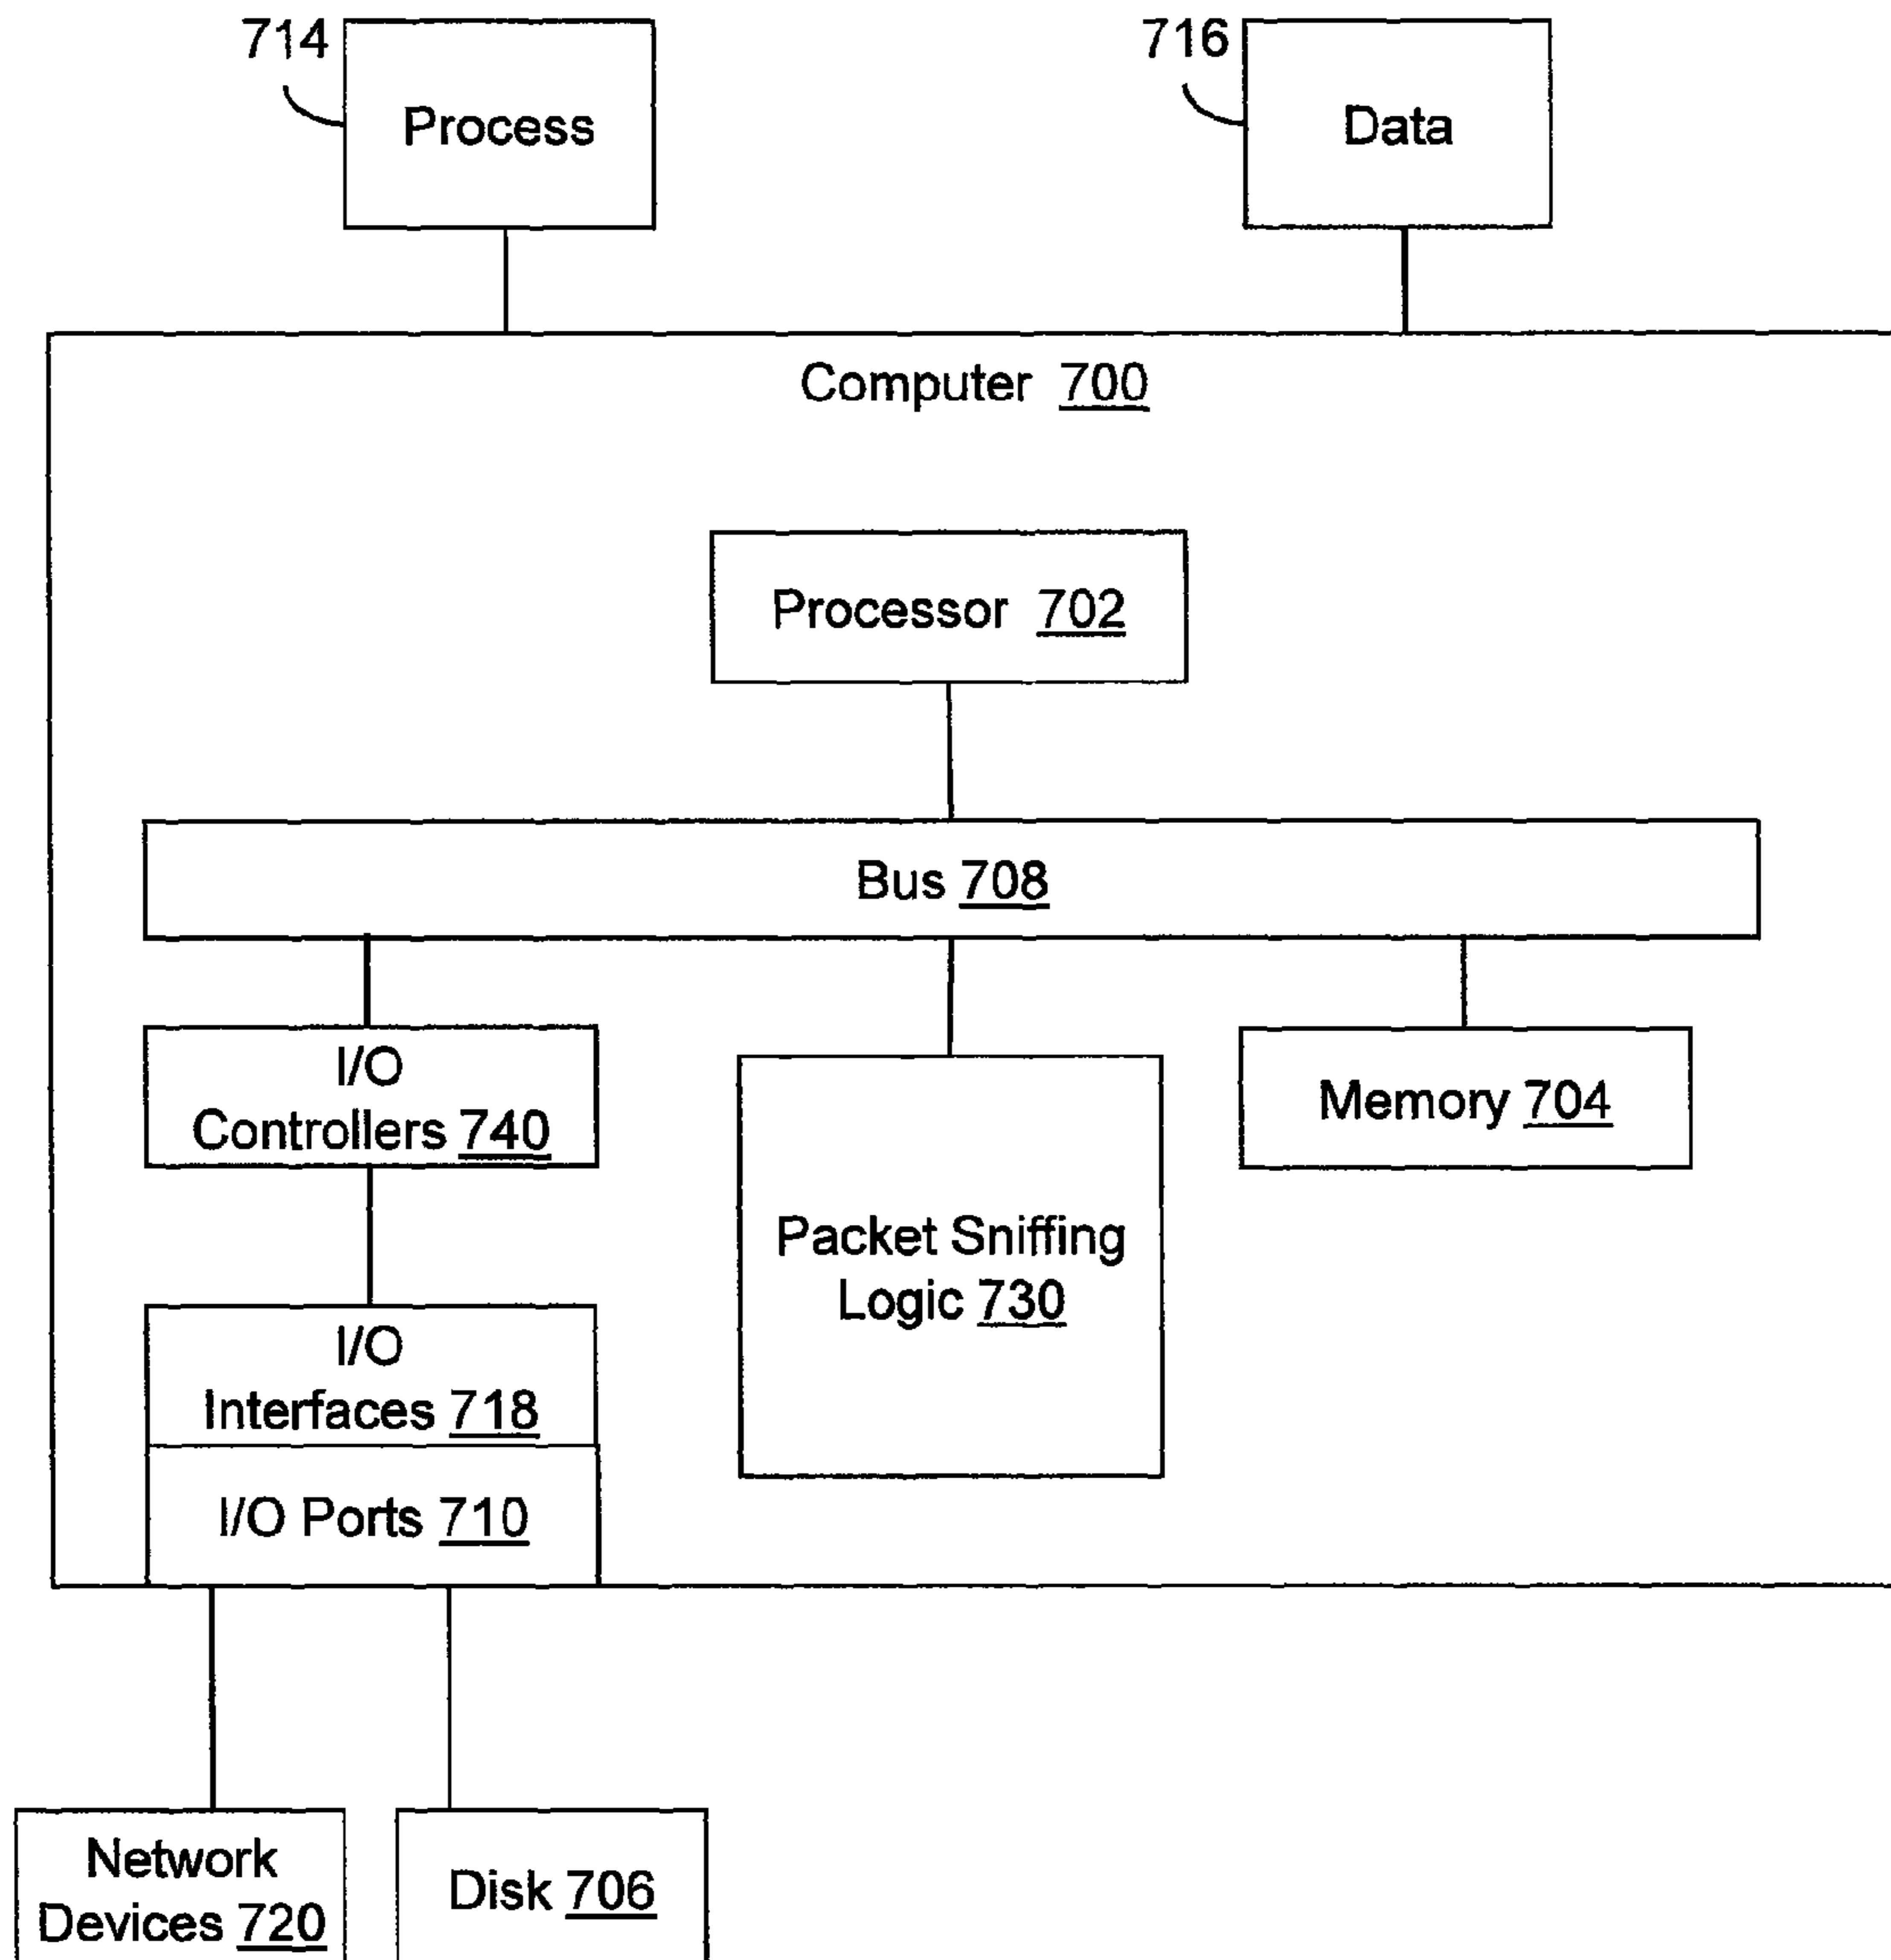 714
Process
716
Data
Computer 700
Processor 702
Bus 708
I/O
Controllers 740
Packet Sniffing
Logic 730
Memory 704
I/O
Interfaces 718
I/O Ports 710
Network
Devices 720
Disk 706